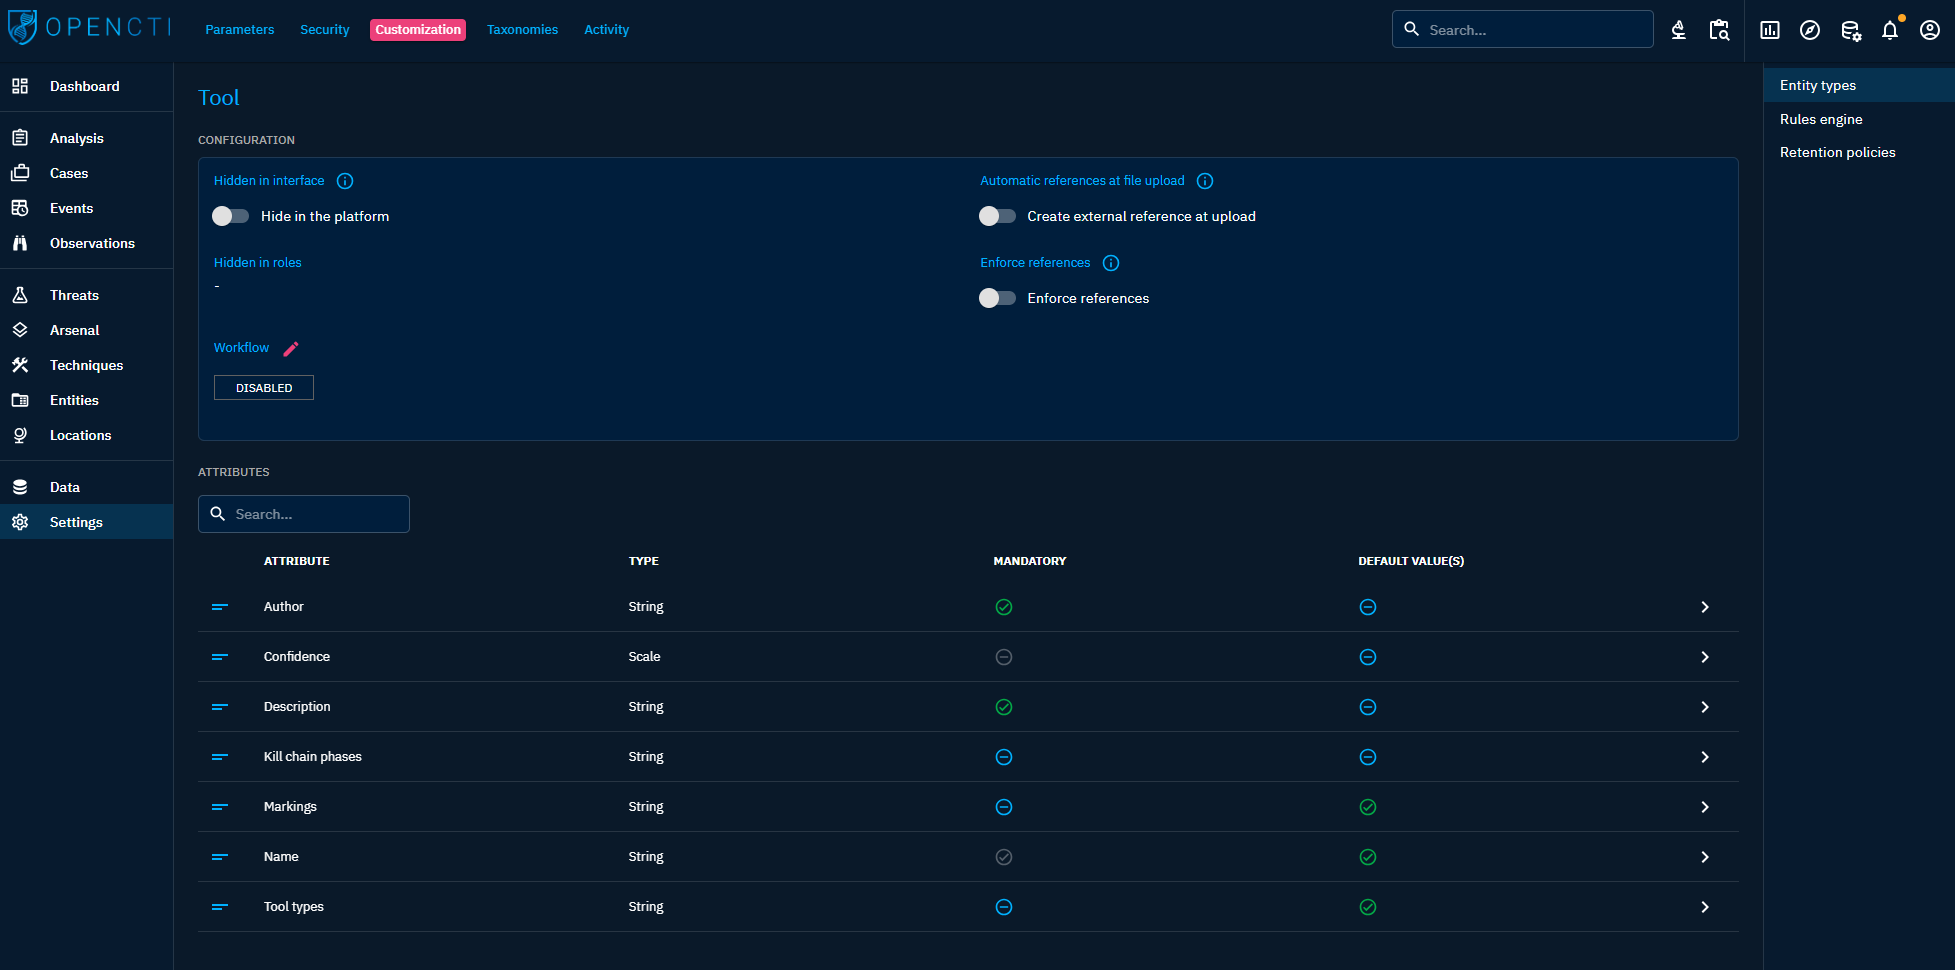 OPENCTI
Parameters Security Customization Taxonomies Activity
Search...
Dashboard
Analysis
Cases
Events
Observations
Threats
Arsenal
Techniques
Entities
Locations
Data
Settings
Tool
CONFIGURATION
Hidden in interface
Hide in the platform
Automatic references at file upload
Create external reference at upload
Hidden in roles
-
Enforce references
Enforce references
Workflow
DISABLED
ATTRIBUTES
Search...
ATTRIBUTE TYPE MANDATORY DEFAULT VALUE(S)
Author String
Confidence Scale
Description String
Kill chain phases String
Markings String
Name String
Tool types String
Entity types
Rules engine
Retention policies